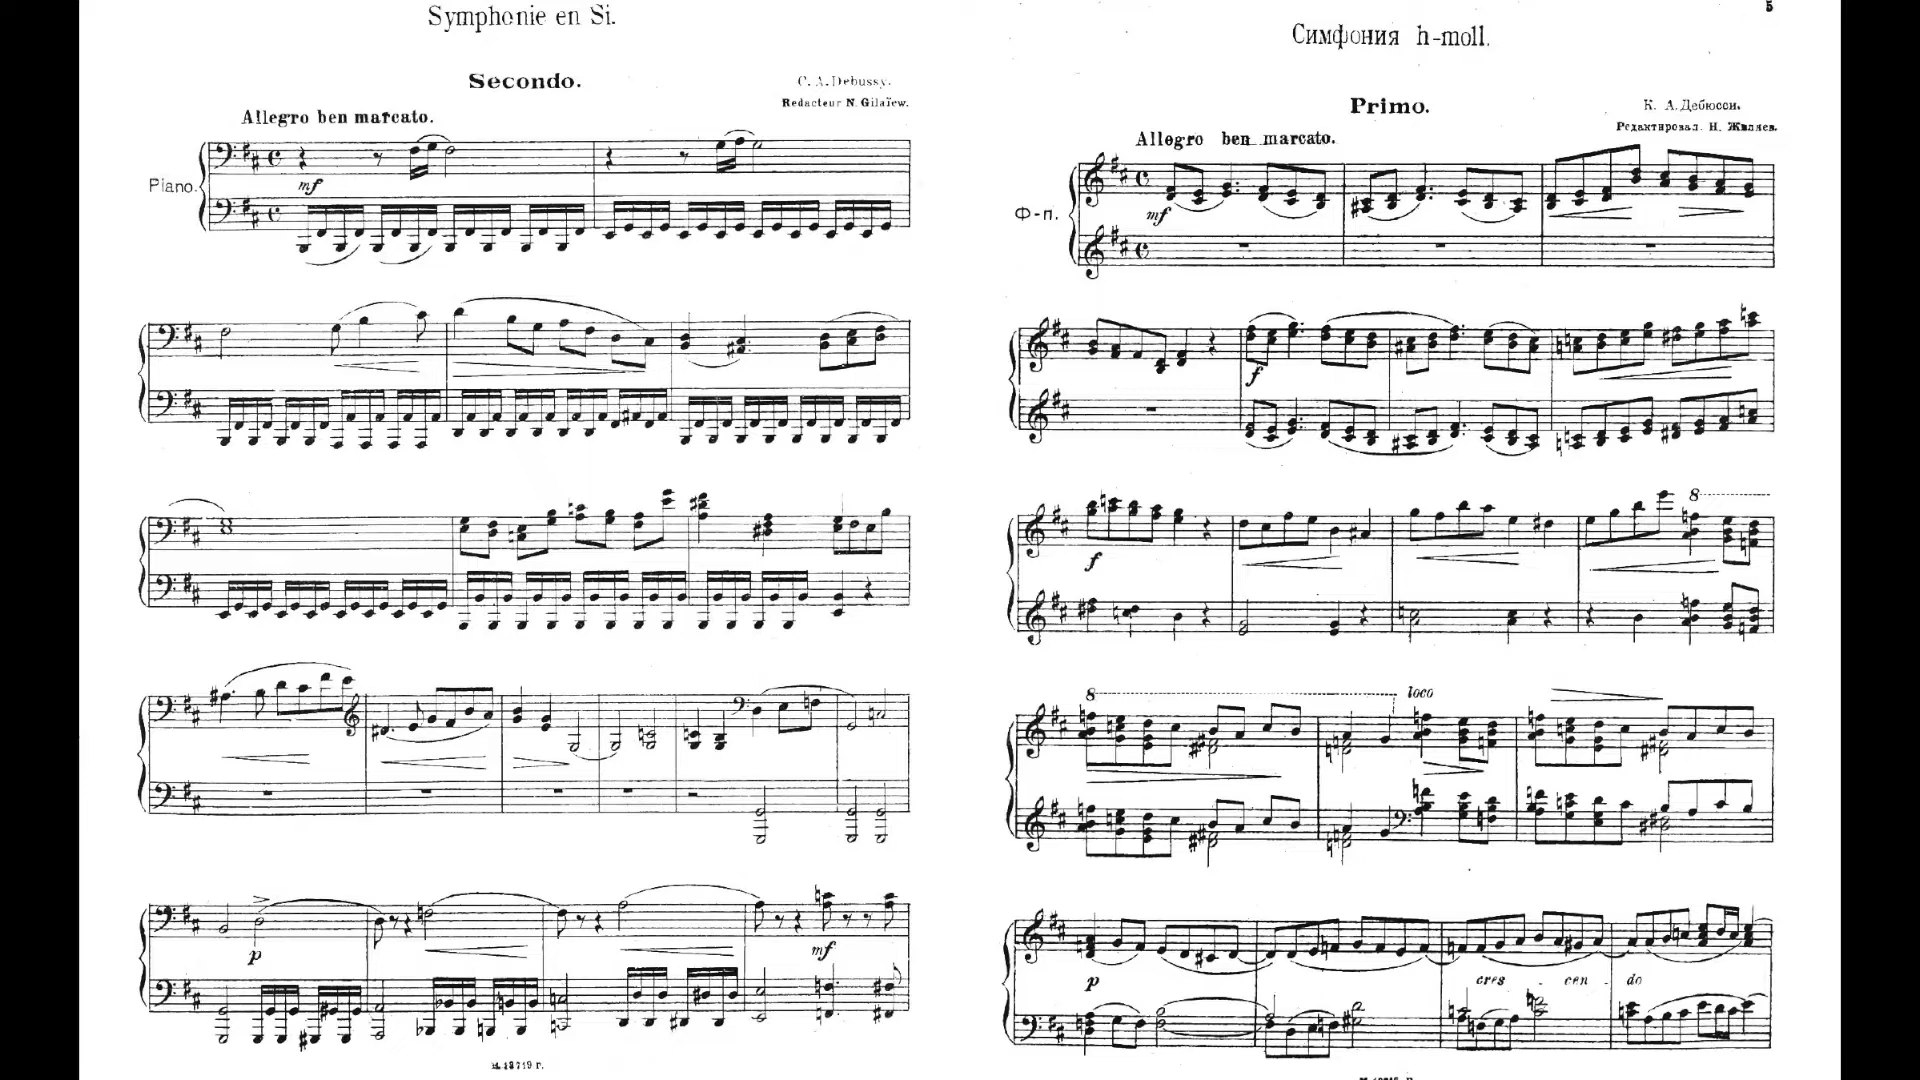 Symphonie en Si.
Secondo.
C. A. Debussy.
Redacteur N. Gilaïew.
Allegro ben marcato.
Piano.
mf
p
mf
M. 18719 Г.
5
Симфония h-moll.
Primo.
К. А. Дебюсси.
Редактировал Н. Жиляев.
Allegro ben marcato.
Ф-п.
mf
f
f
8
8
loco
p
cres - cen - do